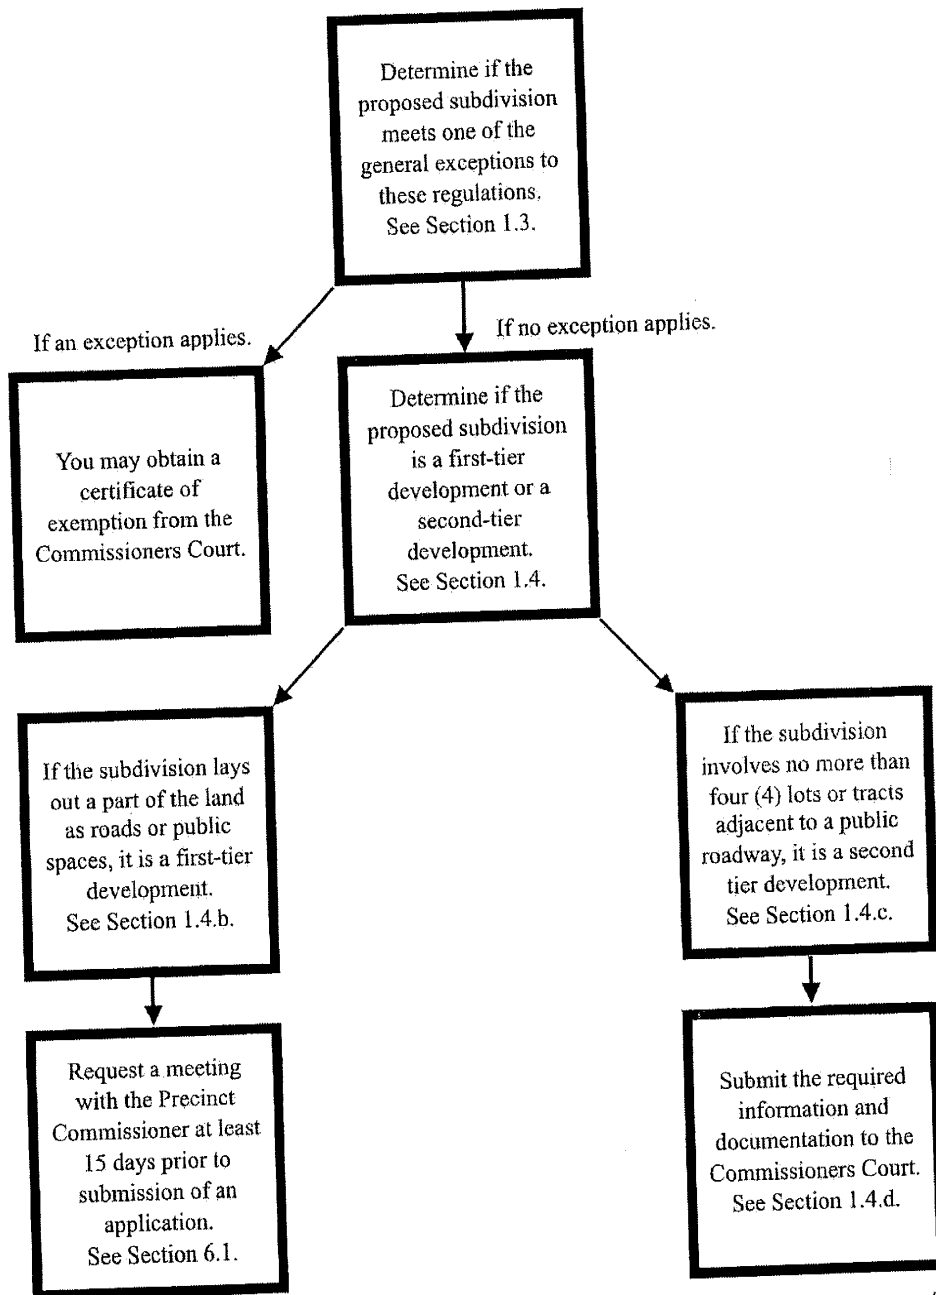 Determine if the
proposed subdivision
meets one of the
general exceptions to
these regulations.
See Section 1.3.
If an exception applies.
If no exception applies.
You may obtain a
certificate of
exemption from the
Commissioners Court.
Determine if the
proposed subdivision
is a first-tier
development or a
second-tier
development.
See Section 1.4.
If the subdivision lays
out a part of the land
as roads or public
spaces, it is a first-tier
development.
See Section 1.4.b.
If the subdivision
involves no more than
four (4) lots or tracts
adjacent to a public
roadway, it is a second
tier development.
See Section 1.4.c.
Request a meeting
with the Precinct
Commissioner at least
15 days prior to
submission of an
application.
See Section 6.1.
Submit the required
information and
documentation to the
Commissioners Court.
See Section 1.4.d.